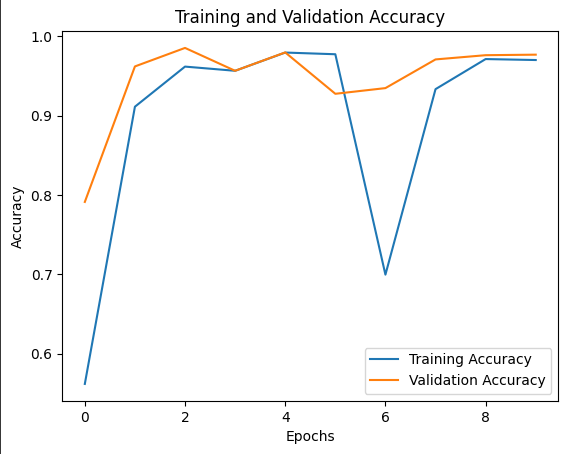 Training and Validation Accuracy
1.0
0.9
0.8
0.7
0.6
Accuracy
0 2 4 6 8
Epochs
Training Accuracy
Validation Accuracy